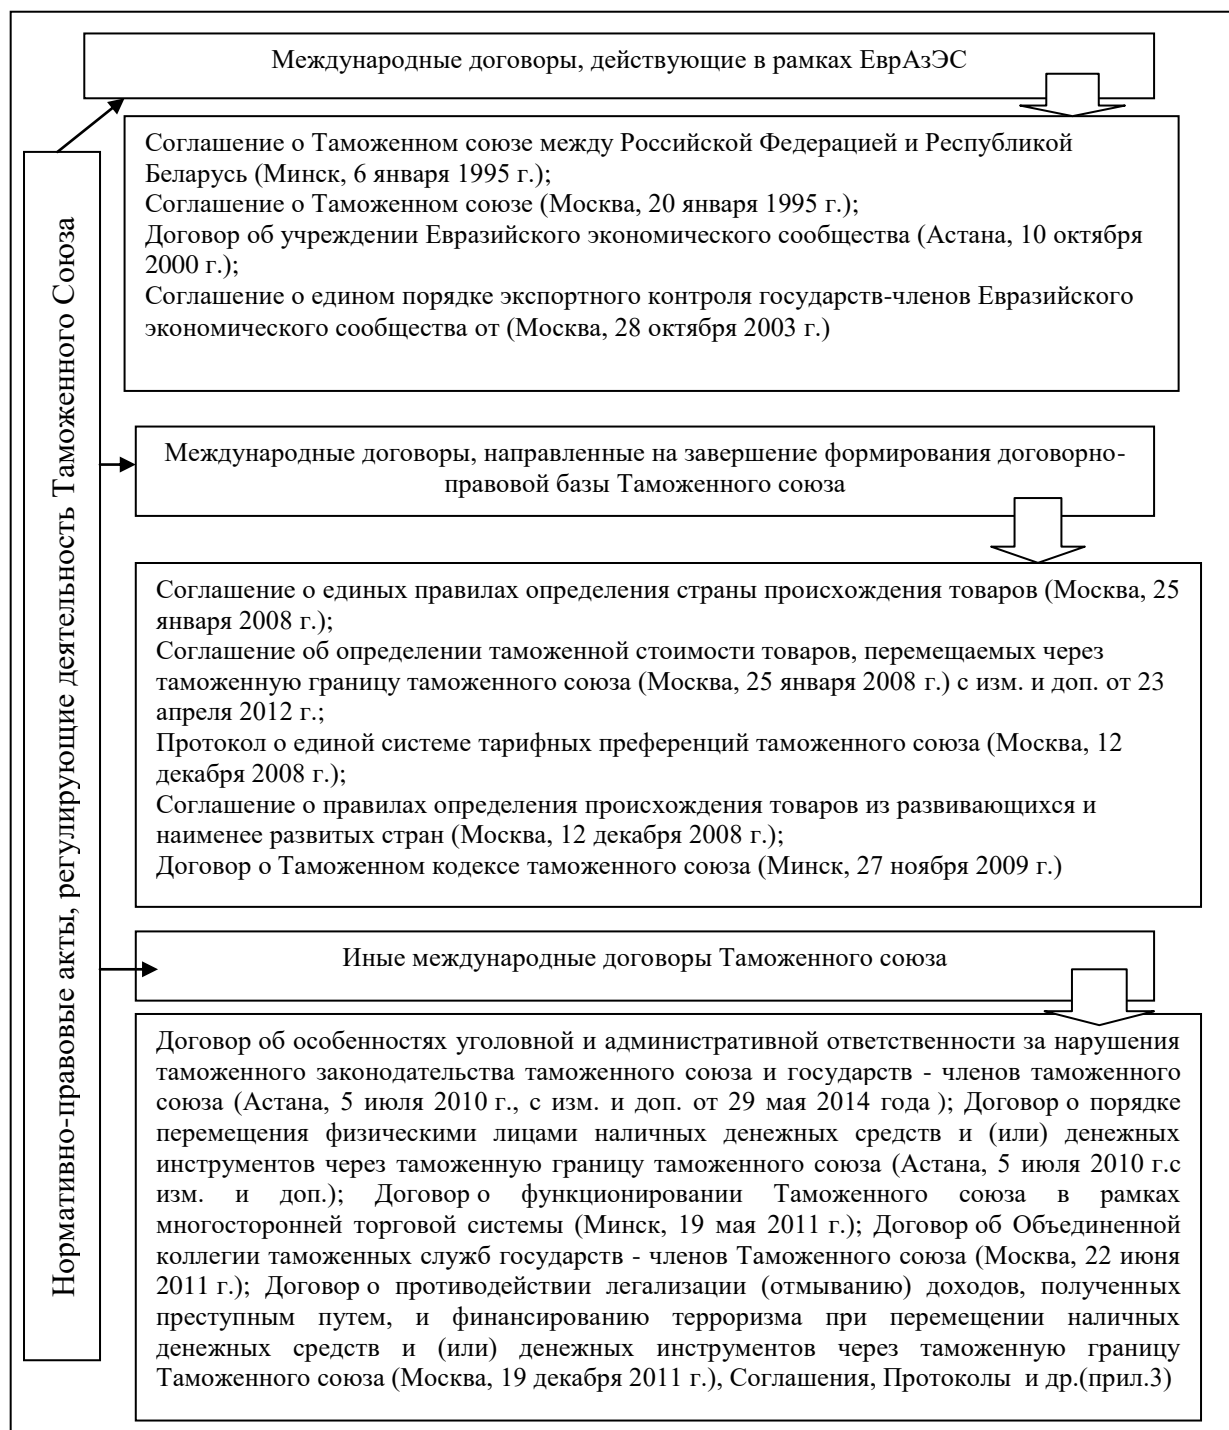 Международные договоры, действующие в рамках ЕврАзЭС
Нормативно-правовые акты, регулирующие деятельность Таможенного Союза
Соглашение о Таможенном союзе между Российской Федерацией и Республикой
Беларусь (Минск, 6 января 1995 г.);
Соглашение о Таможенном союзе (Москва, 20 января 1995 г.);
Договор об учреждении Евразийского экономического сообщества (Астана, 10 октября
2000 г.);
Соглашение о едином порядке экспортного контроля государств-членов Евразийского
экономического сообщества от (Москва, 28 октября 2003 г.)
Международные договоры, направленные на завершение формирования договорно-
правовой базы Таможенного союза
Соглашение о единых правилах определения страны происхождения товаров (Москва, 25
января 2008 г.);
Соглашение об определении таможенной стоимости товаров, перемещаемых через
таможенную границу таможенного союза (Москва, 25 января 2008 г.) с изм. и доп. от 23
апреля 2012 г.;
Протокол о единой системе тарифных преференций таможенного союза (Москва, 12
декабря 2008 г.);
Соглашение о правилах определения происхождения товаров из развивающихся и
наименее развитых стран (Москва, 12 декабря 2008 г.);
Договор о Таможенном кодексе таможенного союза (Минск, 27 ноября 2009 г.)
Иные международные договоры Таможенного союза
Договор об особенностях уголовной и административной ответственности за нарушения
таможенного законодательства таможенного союза и государств - членов таможенного
союза (Астана, 5 июля 2010 г., с изм. и доп. от 29 мая 2014 года ); Договор о порядке
перемещения физическими лицами наличных денежных средств и (или) денежных
инструментов через таможенную границу таможенного союза (Астана, 5 июля 2010 г.с
изм. и доп.); Договор о функционировании Таможенного союза в рамках
многосторонней торговой системы (Минск, 19 мая 2011 г.); Договор об Объединенной
коллегии таможенных служб государств - членов Таможенного союза (Москва, 22 июня
2011 г.); Договор о противодействии легализации (отмыванию) доходов, полученных
преступным путем, и финансированию терроризма при перемещении наличных
денежных средств и (или) денежных инструментов через таможенную границу
Таможенного союза (Москва, 19 декабря 2011 г.), Соглашения, Протоколы и др.(прил.3)